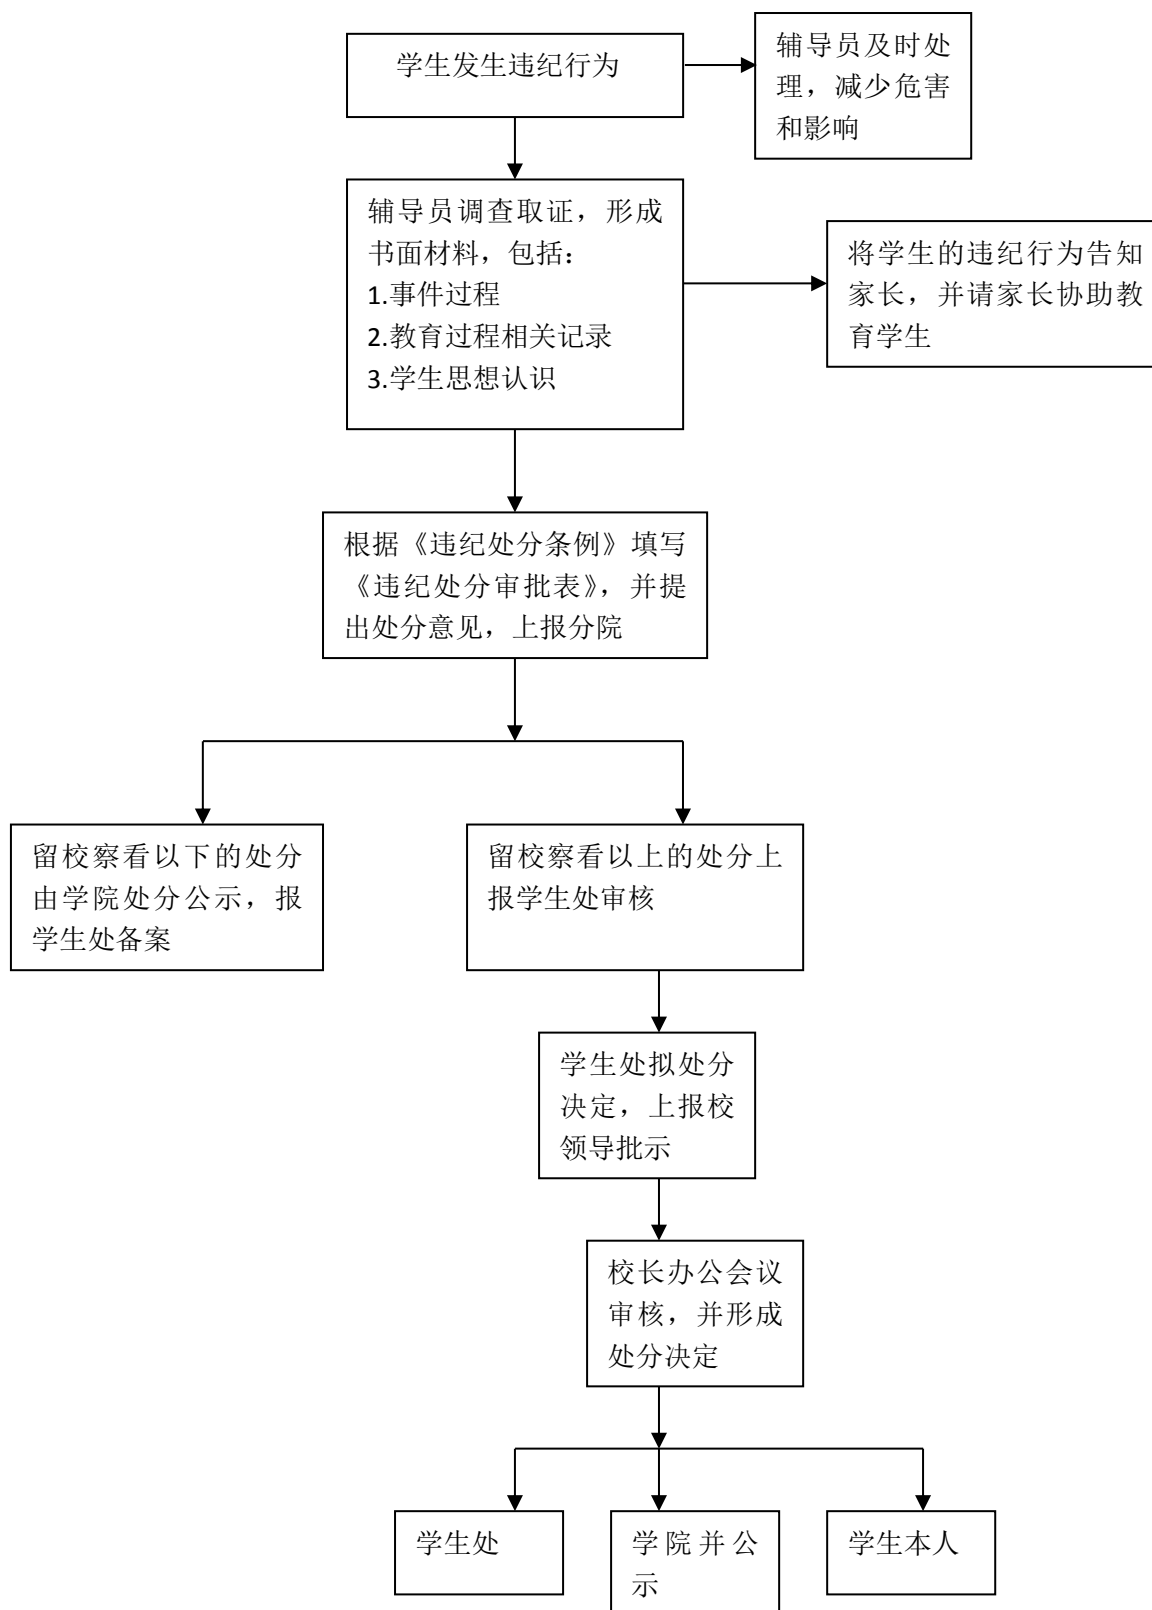 学生发生违纪行为
辅导员及时处
理，减少危害
和影响
辅导员调查取证，形成
书面材料，包括：
1.事件过程
2.教育过程相关记录
3.学生思想认识
将学生的违纪行为告知
家长，并请家长协助教
育学生
根据《违纪处分条例》填写
《违纪处分审批表》，并提
出处分意见，上报分院
留校察看以下的处分
由学院处分公示，报
学生处备案
留校察看以上的处分上
报学生处审核
学生处拟处分
决定，上报校
领导批示
校长办公会议
审核，并形成
处分决定
学生处
学院并公
示
学生本人